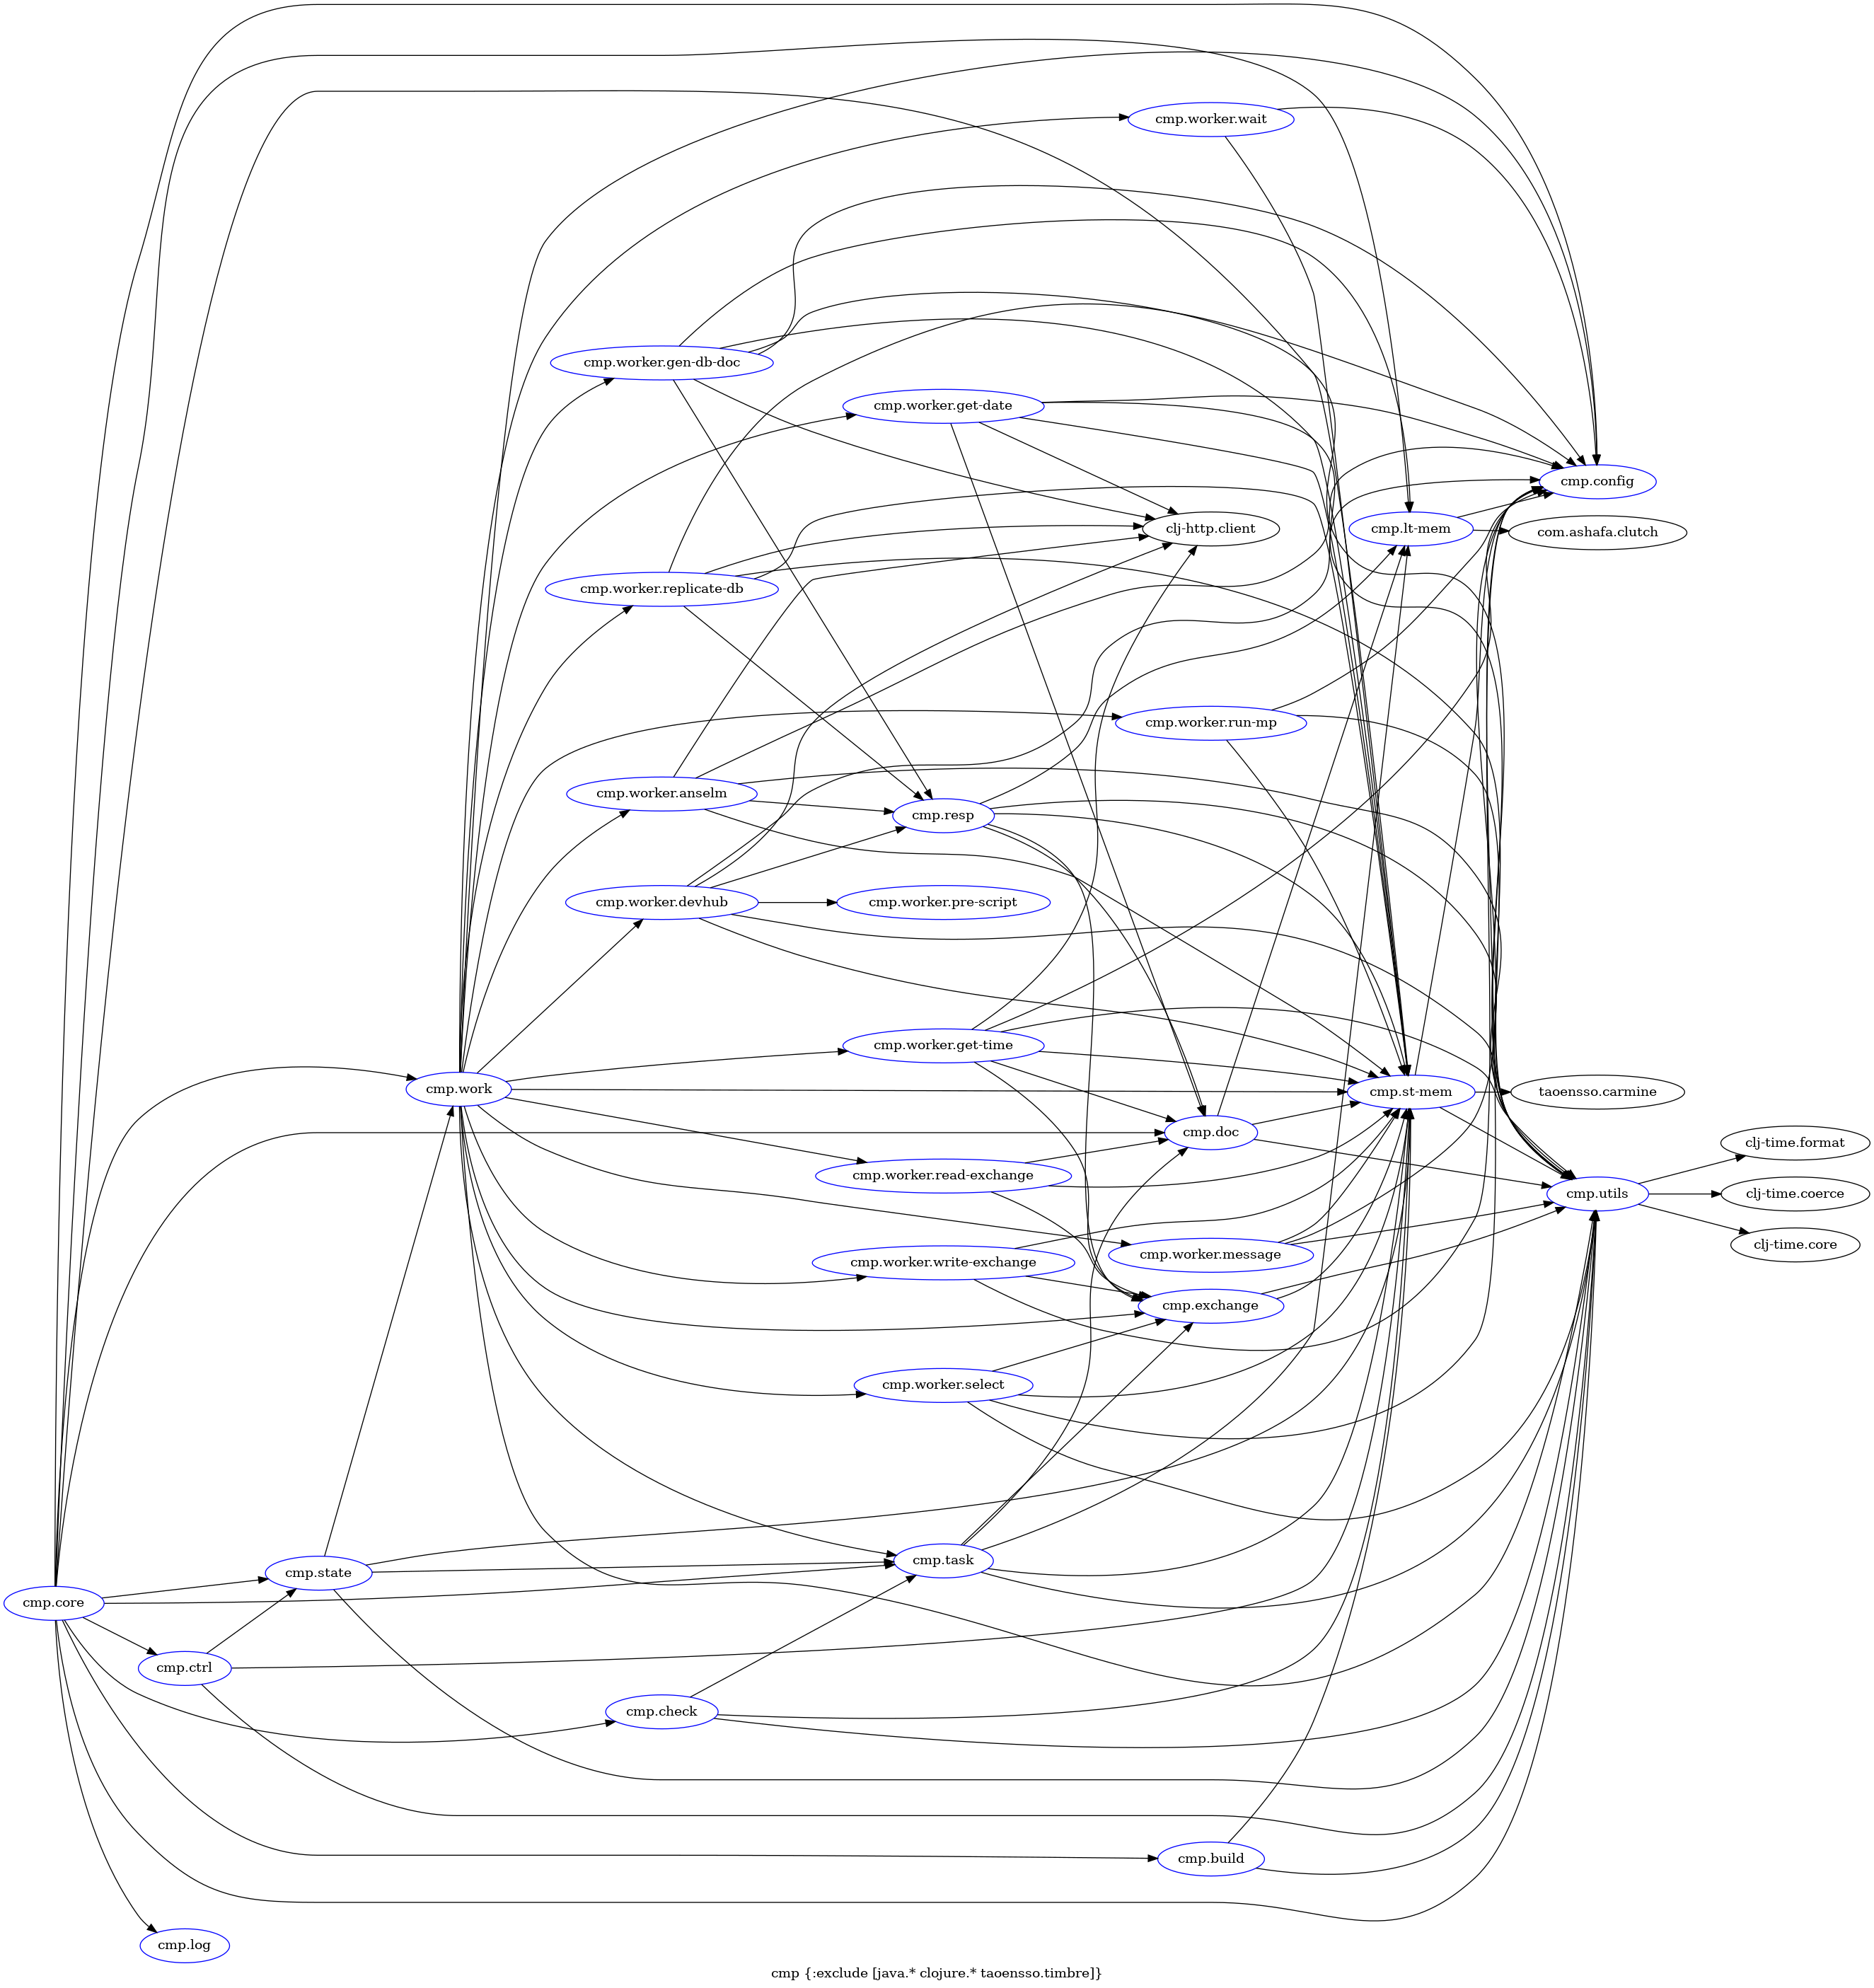 cmp.worker.wait
cmp.worker.gen-db-doc
cmp.worker.get-date
cmp.config
clj-http.client
cmp.lt-mem
com.ashafa.clutch
cmp.worker.replicate-db
cmp.worker.run-mp
cmp.worker.anselm
cmp.resp
cmp.worker.devhub
cmp.worker.pre-script
cmp.worker.get-time
cmp.work
cmp.st-mem
taoensso.carmine
cmp.doc
clj-time.format
cmp.worker.read-exchange
cmp.utils
clj-time.coerce
clj-time.core
cmp.worker.message
cmp.worker.write-exchange
cmp.exchange
cmp.worker.select
cmp.task
cmp.state
cmp.core
cmp.ctrl
cmp.check
cmp.build
cmp.log
cmp {:exclude [java.* clojure.* taoensso.timbre]}